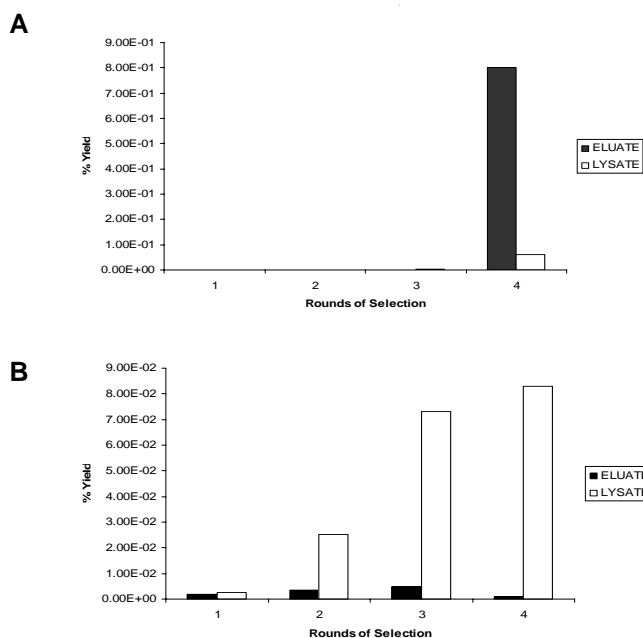 A
9.00E-01
8.00E-01
7.00E-01
6.00E-01
5.00E-01
4.00E-01
3.00E-01
2.00E-01
1.00E-01
0.00E+00
% Yield
1 2 3 4
Rounds of Selection
ELUATE
LYSATE
B
9.00E-02
8.00E-02
7.00E-02
6.00E-02
5.00E-02
4.00E-02
3.00E-02
2.00E-02
1.00E-02
0.00E+00
% Yield
1 2 3 4
Rounds of Selection
ELUATE
LYSATE